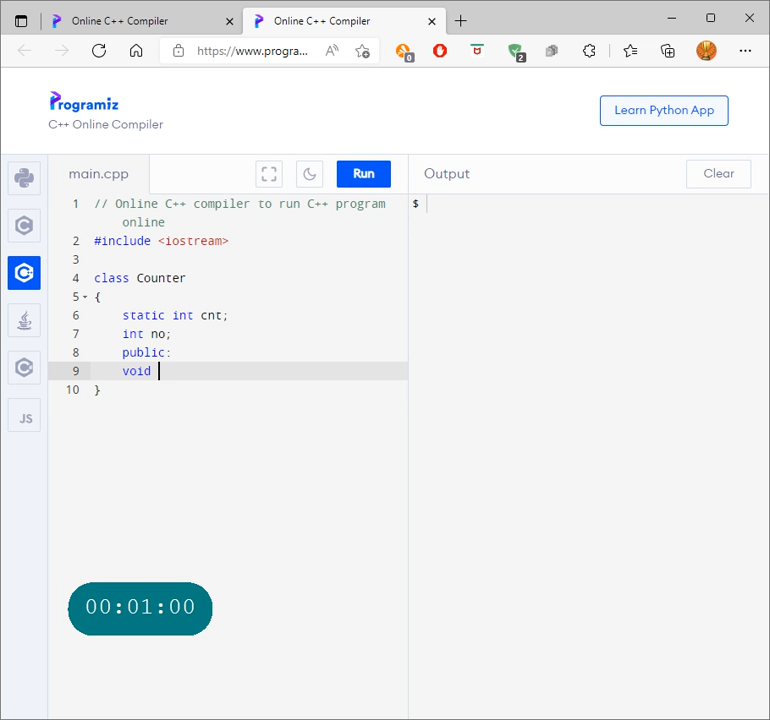 Online C++ Compiler
Online C++ Compiler
https://www.progra...
0
2
Programiz
C++ Online Compiler
Learn Python App
main.cpp
Run
Output
Clear
1 // Online C++ compiler to run C++ program
online
2 #include <iostream>
3
4 class Counter
5 {
6 static int cnt;
7 int no;
8 public:
9 void
10 }
$
JS
00:01:00